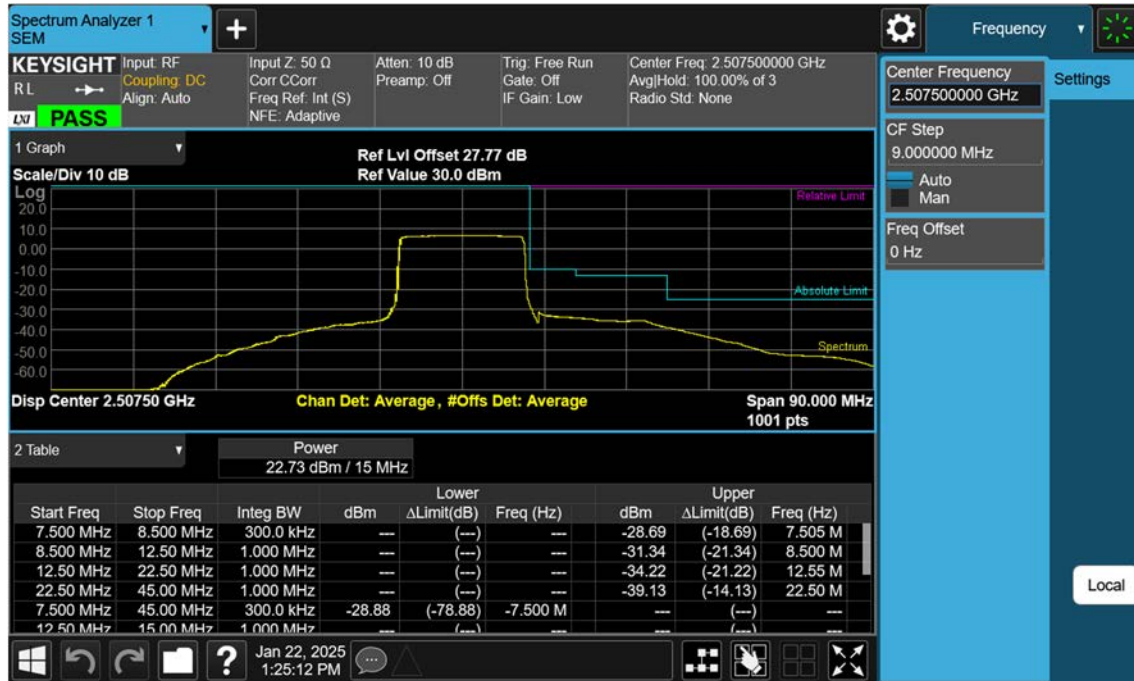 Spectrum Analyzer 1
SEM
+
Frequency
KEYSIGHT
RL
LXI
PASS
Input: RF
Coupling: DC
Align: Auto
Input Z: 50 Ω
Corr CCorr
Freq Ref: Int (S)
NFE: Adaptive
Atten: 10 dB
Preamp: Off
Trig: Free Run
Gate: Off
IF Gain: Low
Center Freq: 2.507500000 GHz
Avg|Hold: 100.00% of 3
Radio Std: None
Center Frequency
2.507500000 GHz
Settings
CF Step
9.000000 MHz
Auto
Man
Freq Offset
0 Hz
1 Graph
Scale/Div 10 dB
Ref Lvl Offset 27.77 dB
Ref Value 30.0 dBm
Log
20.0
10.0
0.00
-10.0
-20.0
-30.0
-40.0
-50.0
-60.0
Relative Limit
Absolute Limit
Spectrum
Disp Center 2.50750 GHz
Chan Det: Average, #Offs Det: Average
Span 90.000 MHz
1001 pts
2 Table
Power
22.73 dBm / 15 MHz
Lower Upper
Start Freq Stop Freq Integ BW dBm ΔLimit(dB) Freq (Hz) dBm ΔLimit(dB) Freq (Hz)
7.500 MHz 8.500 MHz 300.0 kHz --- (---) --- -28.69 (-18.69) 7.505 M
8.500 MHz 12.50 MHz 1.000 MHz --- (---) --- -31.34 (-21.34) 8.500 M
12.50 MHz 22.50 MHz 1.000 MHz --- (---) --- -34.22 (-21.22) 12.55 M
22.50 MHz 45.00 MHz 1.000 MHz --- (---) --- -39.13 (-14.13) 22.50 M
7.500 MHz 45.00 MHz 300.0 kHz -28.88 (-78.88) -7.500 M --- (---) ---
12.50 MHz 15.00 MHz 1.000 MHz --- (---) --- --- (---) ---
Local
?
Jan 22, 2025
1:25:12 PM